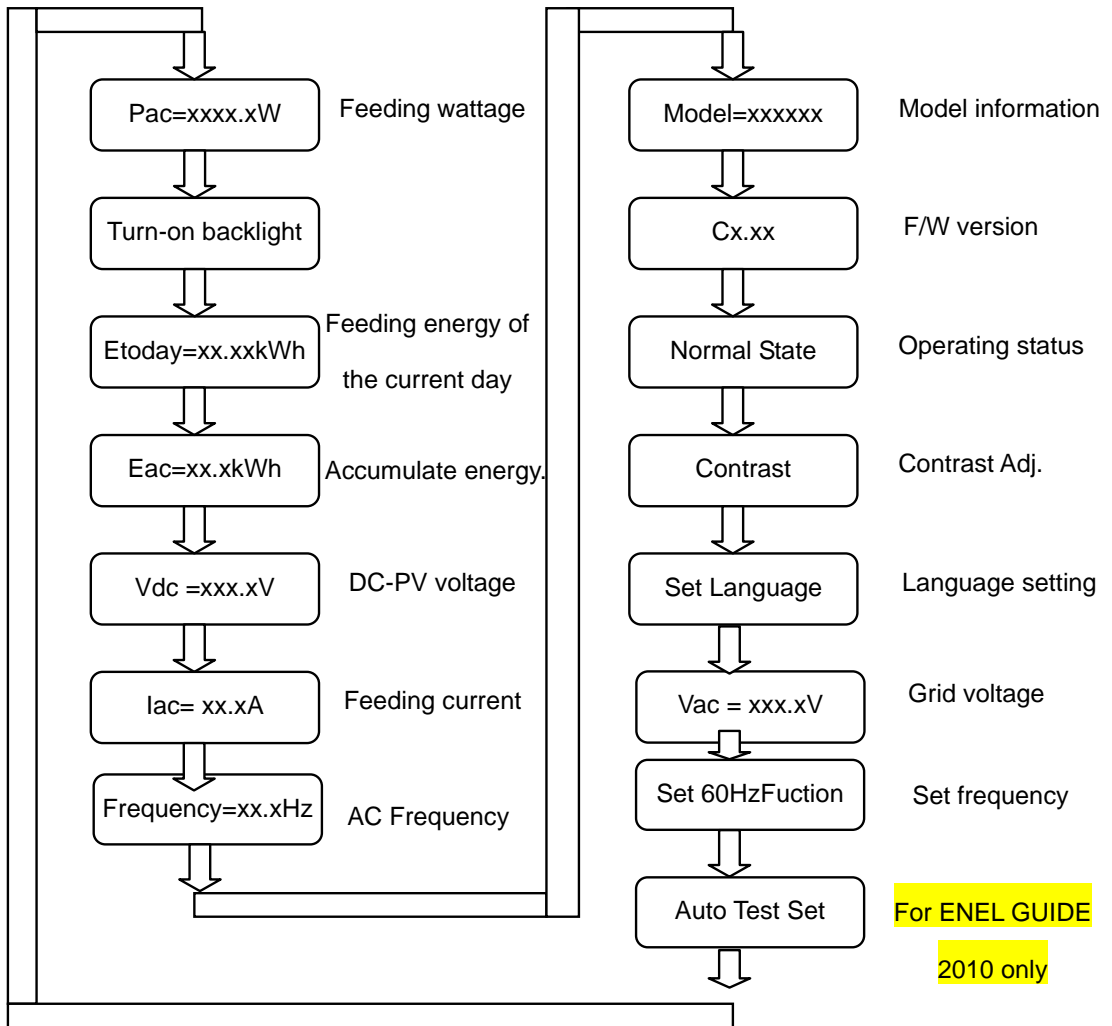 Pac=xxxx.xW
Feeding wattage
Turn-on backlight
Etoday=xx.xxkWh
Feeding energy of
the current day
Eac=xx.xkWh
Accumulate energy.
Vdc =xxx.xV
DC-PV voltage
Iac= xx.xA
Feeding current
Frequency=xx.xHz
AC Frequency
Model=xxxxxx
Model information
Cx.xx
F/W version
Normal State
Operating status
Contrast
Contrast Adj.
Set Language
Language setting
Vac = xxx.xV
Grid voltage
Set 60HzFuction
Set frequency
Auto Test Set
For ENEL GUIDE
2010 only